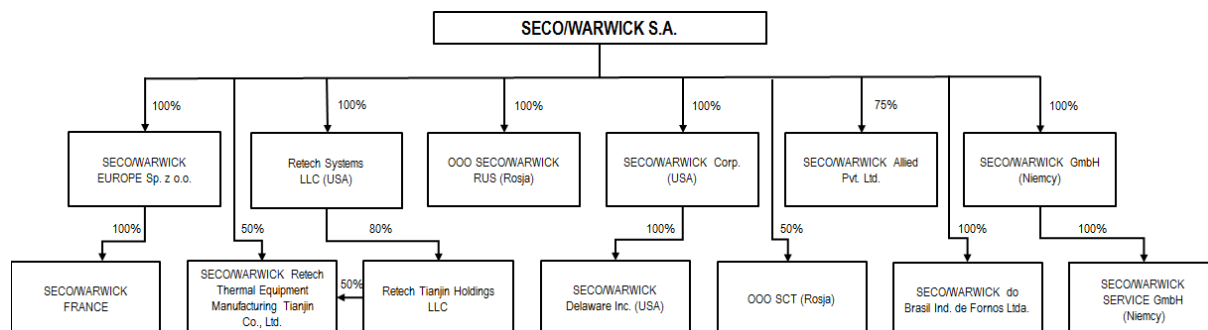 SECO/WARWICK S.A.
100%
100%
100%
100%
75%
100%
SECO/WARWICK
EUROPE Sp. z o.o.
Retech Systems
LLC (USA)
OOO SECO/WARWICK
RUS (Rosja)
SECO/WARWICK Corp.
(USA)
SECO/WARWICK Allied
Pvt. Ltd.
SECO/WARWICK GmbH
(Niemcy)
100%
50%
80%
100%
50%
100%
100%
SECO/WARWICK
FRANCE
SECO/WARWICK Retech
Thermal Equipment
Manufacturing Tianjin
Co., Ltd.
50%
Retech Tianjin Holdings
LLC
SECO/WARWICK
Delaware Inc. (USA)
OOO SCT (Rosja)
SECO/WARWICK do
Brasil Ind. de Fornos Ltda.
SECO/WARWICK
SERVICE GmbH
(Niemcy)